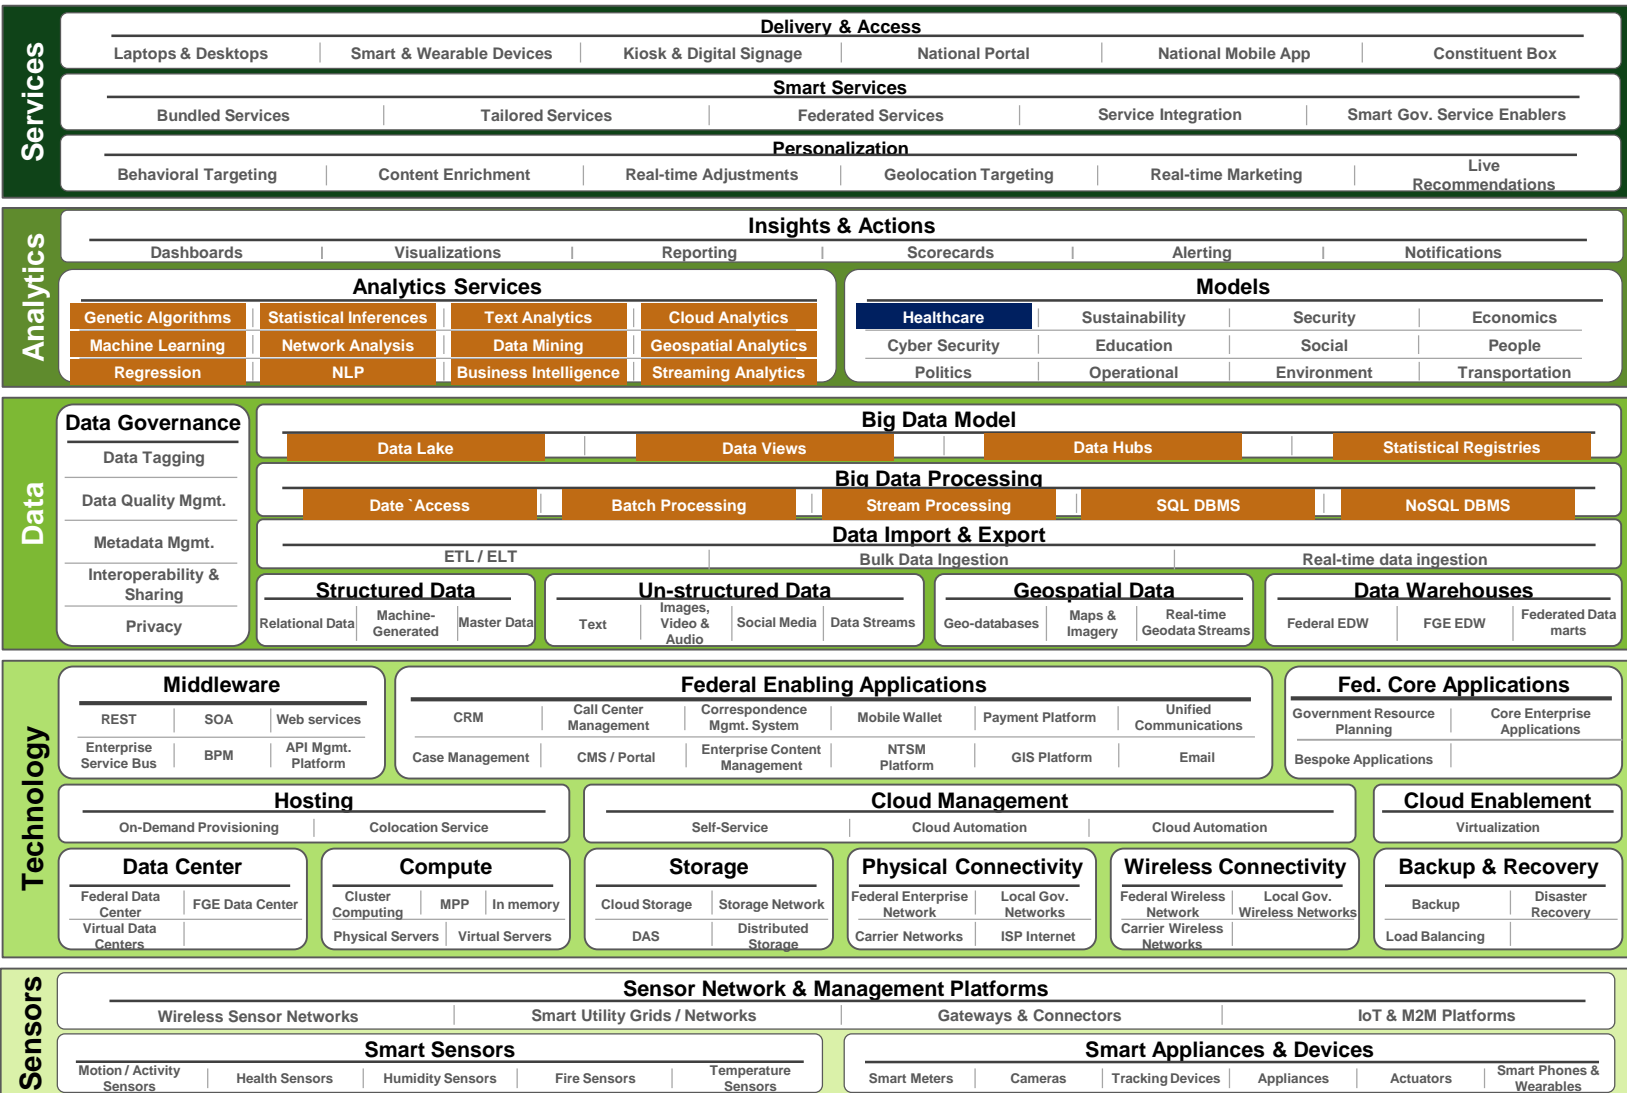 Services
Delivery & Access
Laptops & Desktops
Smart & Wearable Devices
Kiosk & Digital Signage
National Portal
National Mobile App
Constituent Box
Smart Services
Bundled Services
Tailored Services
Federated Services
Service Integration
Smart Gov. Service Enablers
Personalization
Behavioral Targeting
Content Enrichment
Real-time Adjustments
Geolocation Targeting
Real-time Marketing
Live
Recommendations
Analytics
Insights & Actions
Dashboards
Visualizations
Reporting
Scorecards
Alerting
Notifications
Analytics Services
Genetic Algorithms
Statistical Inferences
Text Analytics
Cloud Analytics
Machine Learning
Network Analysis
Data Mining
Geospatial Analytics
Regression
NLP
Business Intelligence
Streaming Analytics
Models
Healthcare
Sustainability
Security
Economics
Cyber Security
Education
Social
People
Politics
Operational
Environment
Transportation
Data
Data Governance
Data Tagging
Data Quality Mgmt.
Metadata Mgmt.
Interoperability &
Sharing
Privacy
Big Data Model
Data Lake
Data Views
Data Hubs
Statistical Registries
Big Data Processing
Date `Access
Batch Processing
Stream Processing
SQL DBMS
NoSQL DBMS
Data Import & Export
ETL / ELT
Bulk Data Ingestion
Real-time data ingestion
Structured Data
Relational Data
Machine-
Generated
Master Data
Un-structured Data
Text
Images,
Video &
Audio
Social Media
Data Streams
Geospatial Data
Geo-databases
Maps &
Imagery
Real-time
Geodata Streams
Data Warehouses
Federal EDW
FGE EDW
Federated Data
marts
Technology
Middleware
REST
SOA
Web services
Enterprise
Service Bus
BPM
API Mgmt.
Platform
Federal Enabling Applications
CRM
Call Center
Management
Correspondence
Mgmt. System
Mobile Wallet
Payment Platform
Unified
Communications
Case Management
CMS / Portal
Enterprise Content
Management
NTSM
Platform
GIS Platform
Email
Fed. Core Applications
Government Resource
Planning
Core Enterprise
Applications
Bespoke Applications
Hosting
On-Demand Provisioning
Colocation Service
Cloud Management
Self-Service
Cloud Automation
Cloud Automation
Cloud Enablement
Virtualization
Data Center
Federal Data
Center
FGE Data Center
Virtual Data
Centers
Compute
Cluster
Computing
MPP
In memory
Physical Servers
Virtual Servers
Storage
Cloud Storage
Storage Network
DAS
Distributed
Storage
Physical Connectivity
Federal Enterprise
Network
Local Gov.
Networks
Carrier Networks
ISP Internet
Wireless Connectivity
Federal Wireless
Network
Local Gov.
Wireless Networks
Carrier Wireless
Networks
Backup & Recovery
Backup
Disaster
Recovery
Load Balancing
Sensors
Sensor Network & Management Platforms
Wireless Sensor Networks
Smart Utility Grids / Networks
Gateways & Connectors
IoT & M2M Platforms
Smart Sensors
Motion / Activity
Sensors
Health Sensors
Humidity Sensors
Fire Sensors
Temperature
Sensors
Smart Appliances & Devices
Smart Meters
Cameras
Tracking Devices
Appliances
Actuators
Smart Phones &
Wearables